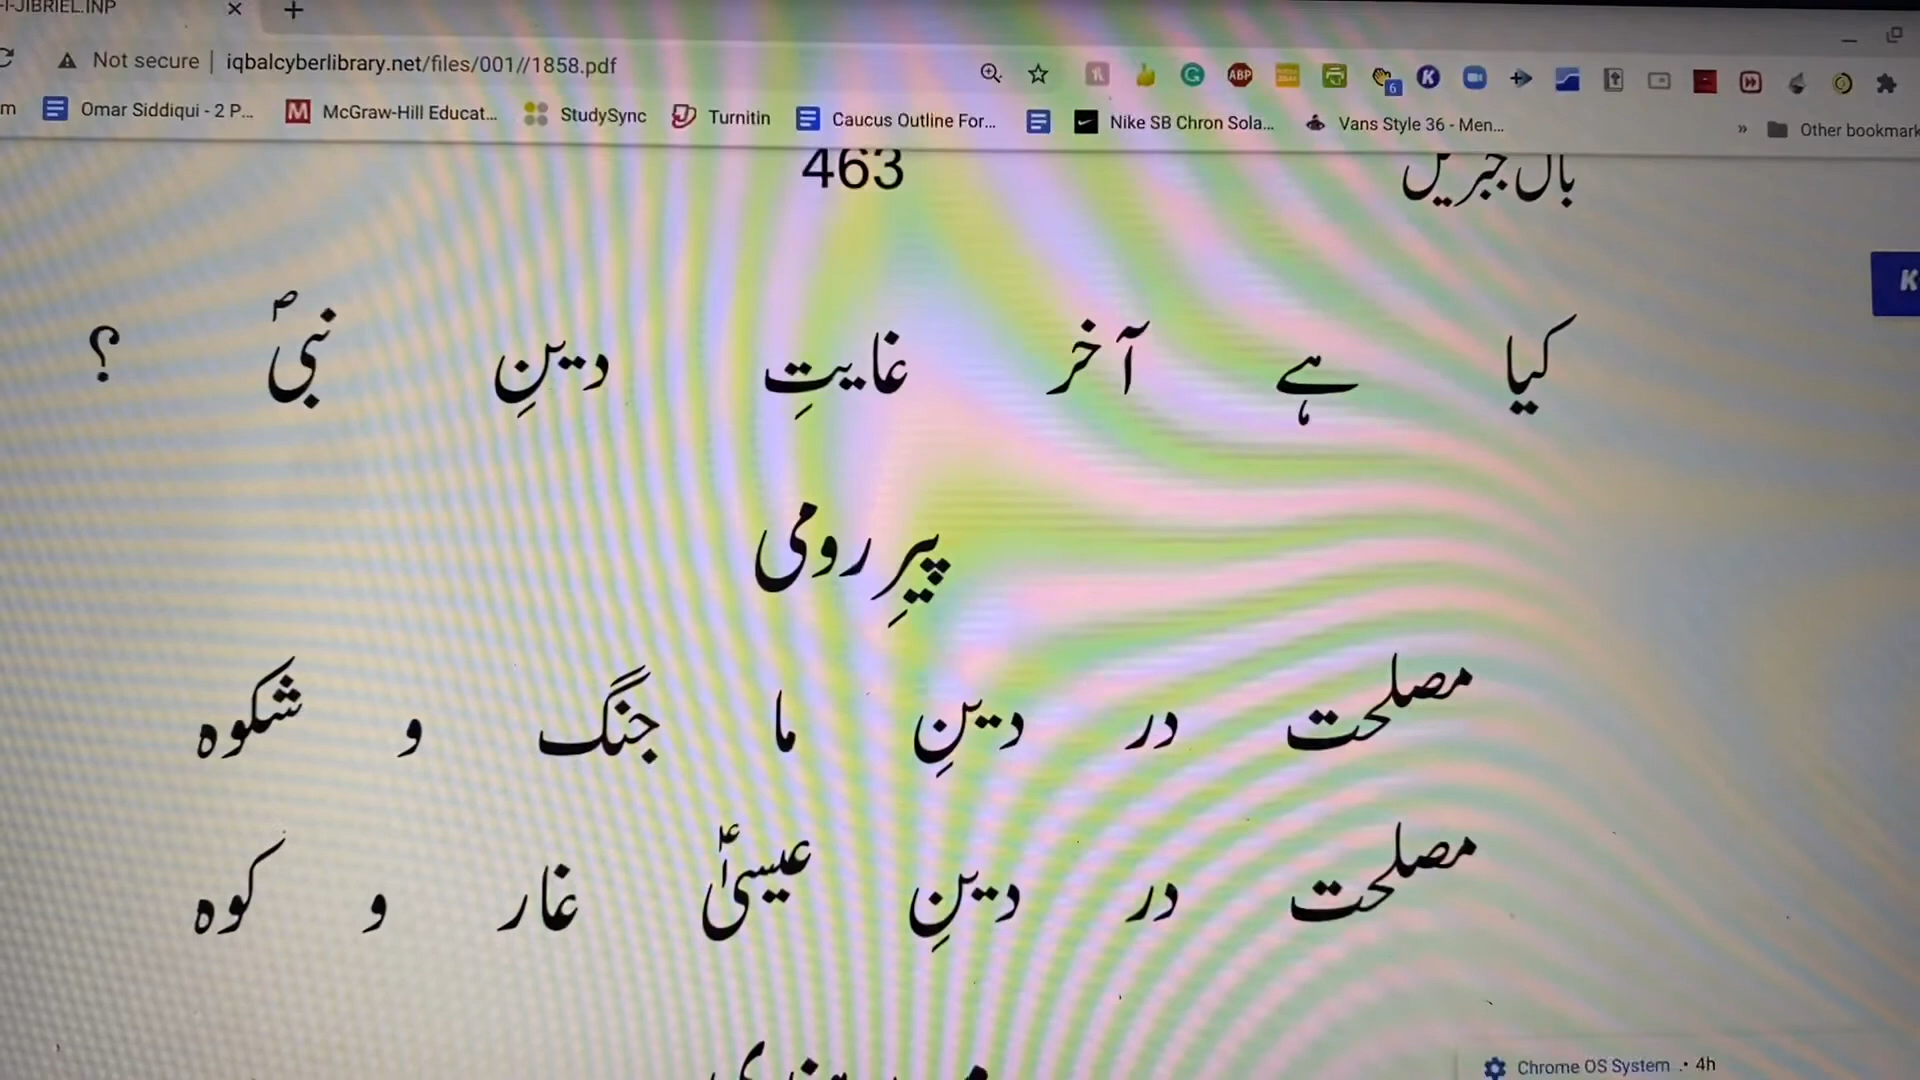 -I-JIBRIEL.INP
Not secure | iqbalcyberlibrary.net/files/001//1858.pdf
ABP 6 K
m Omar Siddiqui - 2 P... McGraw-Hill Educat... StudySync Turnitin Caucus Outline For... Nike SB Chron Sola... Vans Style 36 - Men... » Other bookmark
بال جبریل 463
K
کیا ہے آخر غایتِ دینِ نبیؐ ؟
پیرِ رومی
مصلحت در دینِ ما جنگ و شکوہ
مصلحت در دینِ عیسیٰؑ غار و کوہ
Chrome OS System • 4h